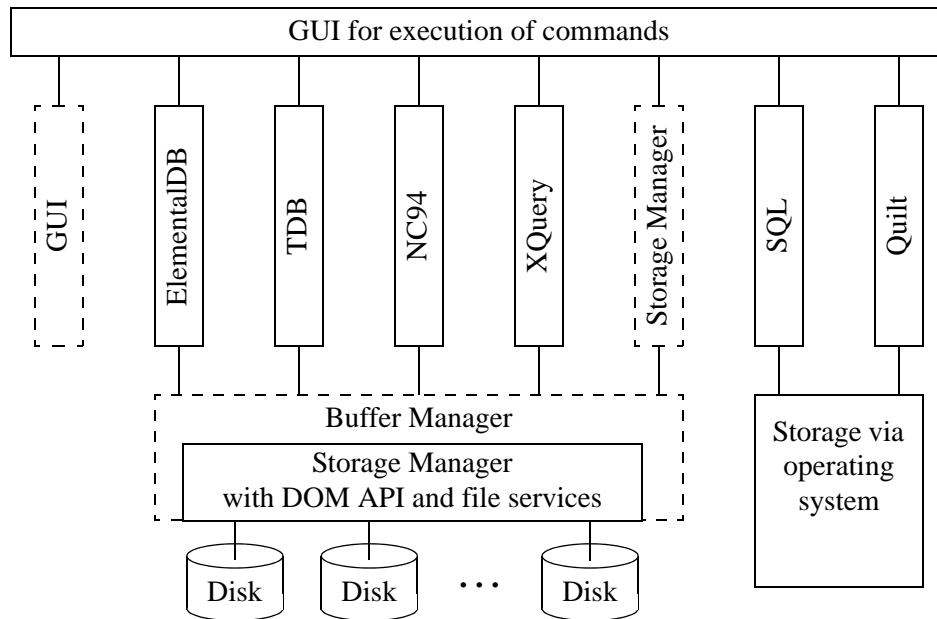 GUI for execution of commands
GUI
ElementalDB
TDB
NC94
XQuery
Storage Manager
SQL
Quilt
Buffer Manager
Storage Manager
with DOM API and file services
Storage via
operating
system
Disk
Disk
...
Disk